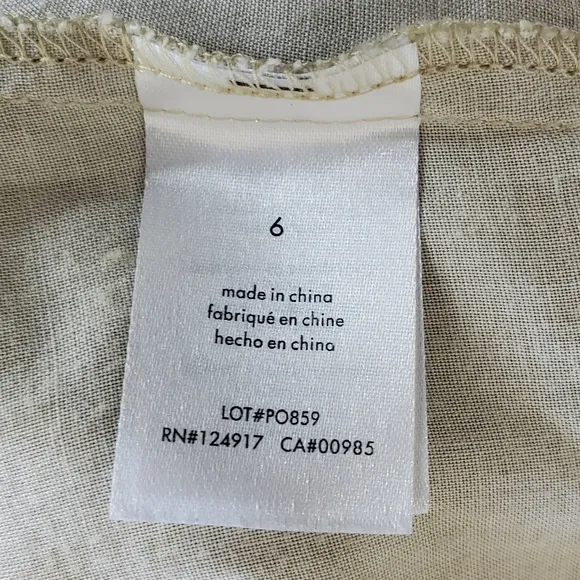 6
made in china
fabriqué en chine
hecho en china
LOT#PO859
RN#124917 CA#00985